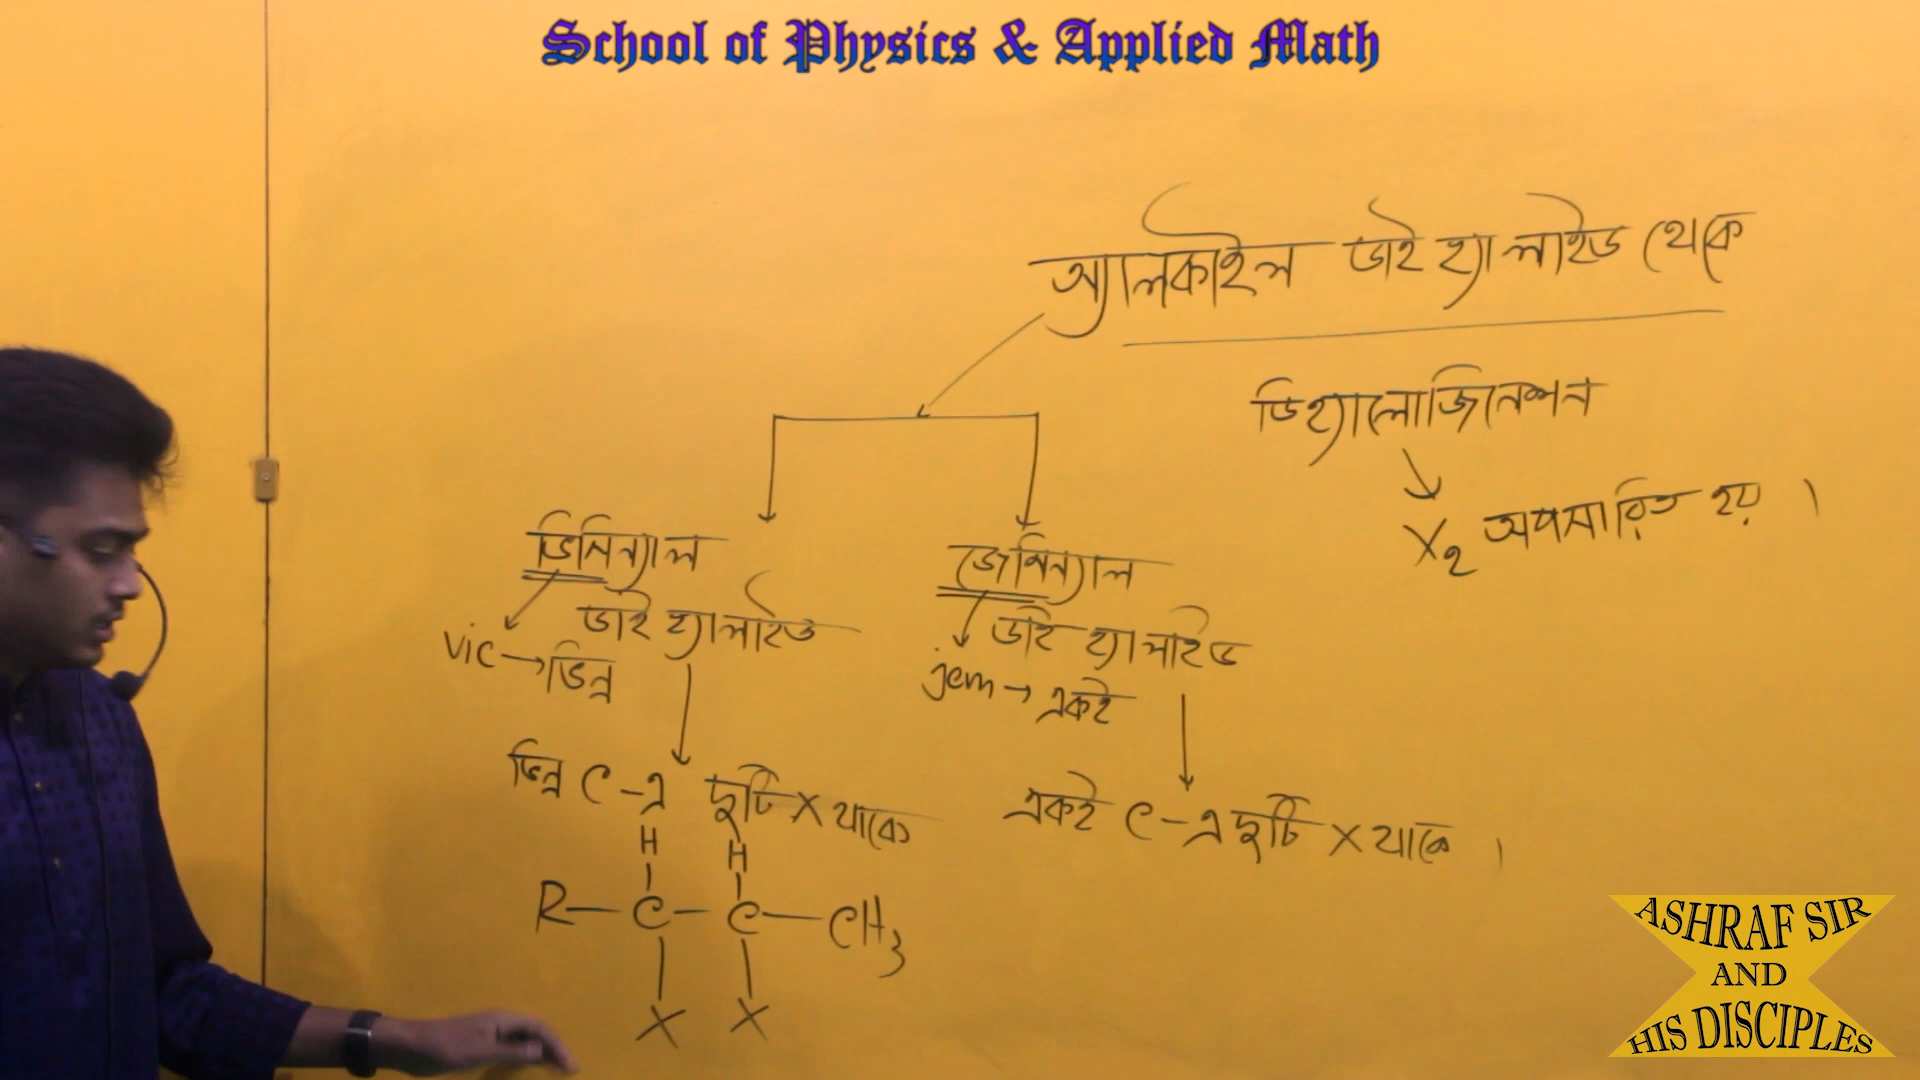 School of Physics & Applied Math
অ্যালকাইল ডাই হ্যালাইড থেকে
ডিহ্যালোজিনেশন
X2 অপসারিত হয় ।
ভিসিন্যাল
ডাই হ্যালাইড
vic→ভিন্ন
ভিন্ন C-এ দুটি X থাকে
জেমিন্যাল
ডাই হ্যালাইড
jem→একই
একই C-এ দুটি X থাকে ।
H H
R—C—C—CH3
X X
ASHRAF SIR
AND
HIS DISCIPLES